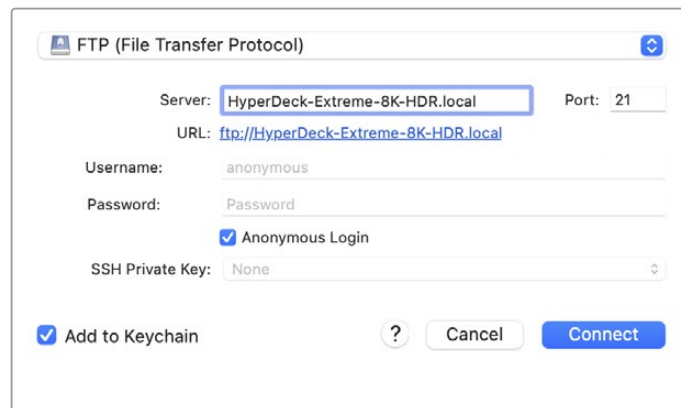 FTP (File Transfer Protocol)
Server: HyperDeck-Extreme-8K-HDR.local Port: 21
URL: ftp://HyperDeck-Extreme-8K-HDR.local
Username: anonymous
Password: Password
Anonymous Login
SSH Private Key: None
Add to Keychain ? Cancel Connect